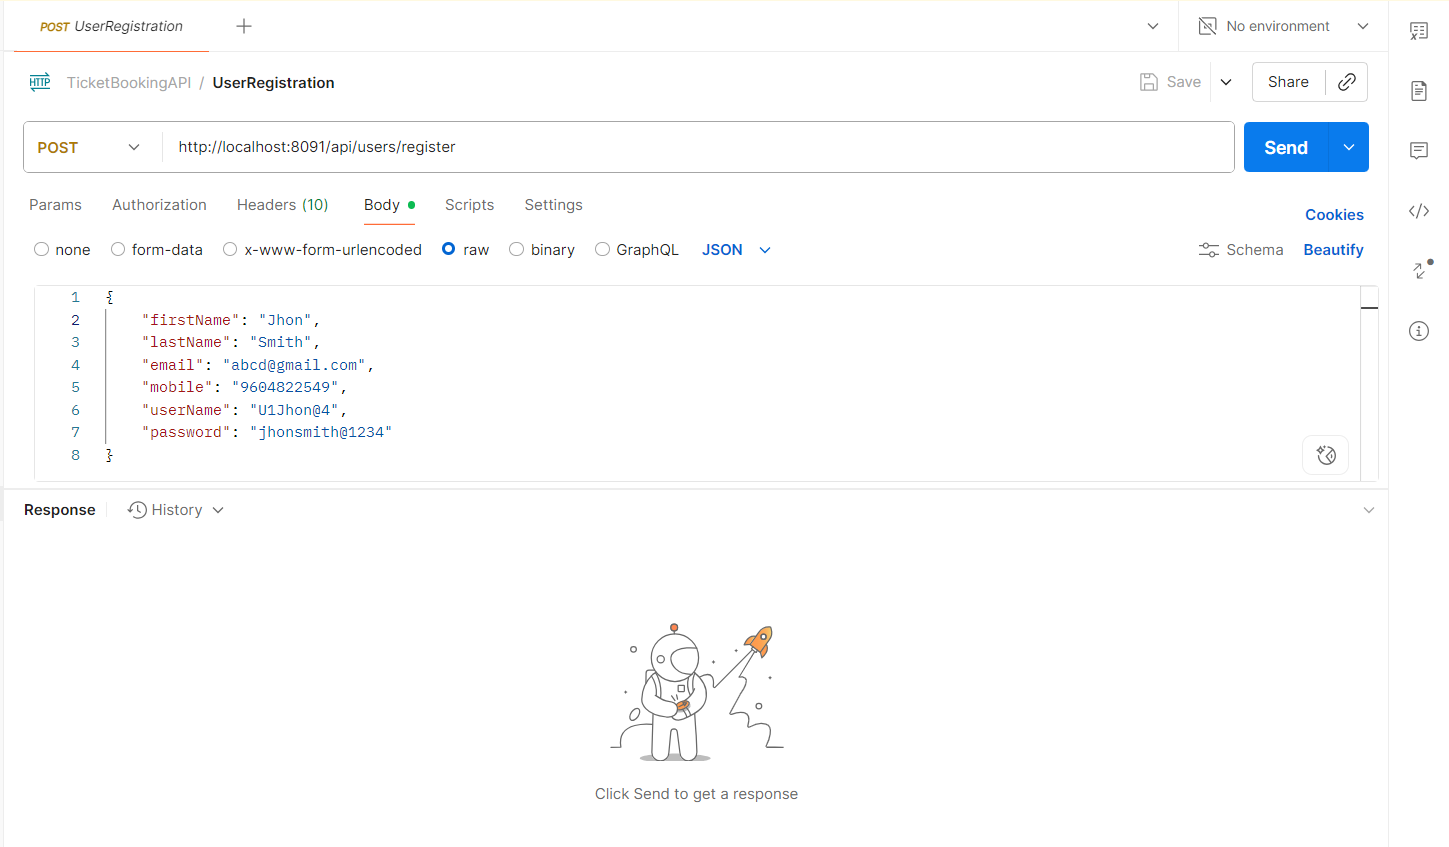 POST UserRegistration
No environment
HTTP TicketBookingAPI / UserRegistration
Save
Share
POST
http://localhost:8091/api/users/register
Send
Params
Authorization
Headers (10)
Body
Scripts
Settings
Cookies
none
form-data
x-www-form-urlencoded
raw
binary
GraphQL
JSON
Schema
Beautify
1 {
2 "firstName": "Jhon",
3 "lastName": "Smith",
4 "email": "abcd@gmail.com",
5 "mobile": "9604822549",
6 "userName": "U1Jhon@4",
7 "password": "jhonsmith@1234"
8 }
Response
History
Click Send to get a response